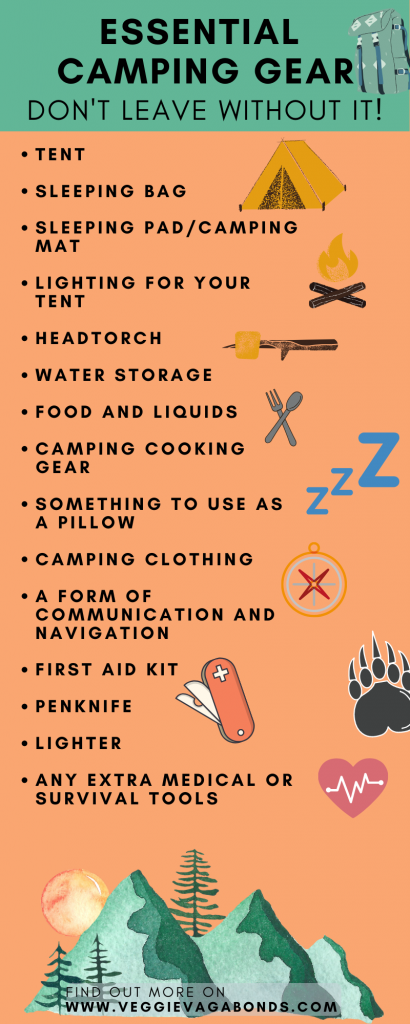 ESSENTIAL
CAMPING GEAR
DON'T LEAVE WITHOUT IT!
• TENT
• SLEEPING BAG
• SLEEPING PAD/CAMPING
MAT
• LIGHTING FOR YOUR
TENT
• HEADTORCH
• WATER STORAGE
• FOOD AND LIQUIDS
• CAMPING COOKING
GEAR
• SOMETHING TO USE AS
A PILLOW
• CAMPING CLOTHING
• A FORM OF
COMMUNICATION AND
NAVIGATION
• FIRST AID KIT
• PENKNIFE
• LIGHTER
• ANY EXTRA MEDICAL OR
SURVIVAL TOOLS
ZZZ
FIND OUT MORE ON
WWW.VEGGIEVAGABONDS.COM